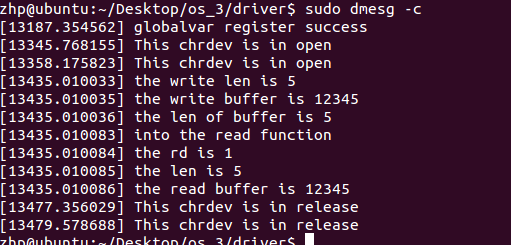 zhp@ubuntu:~/Desktop/os_3/driver$ sudo dmesg -c
[13187.354562] globalvar register success
[13345.768155] This chrdev is in open
[13358.175823] This chrdev is in open
[13435.010033] the write len is 5
[13435.010035] the write buffer is 12345
[13435.010036] the len of buffer is 5
[13435.010083] into the read function
[13435.010084] the rd is 1
[13435.010085] the len is 5
[13435.010086] the read buffer is 12345
[13477.356029] This chrdev is in release
[13479.578688] This chrdev is in release
zhp@ubuntu:~/Desktop/os_3/driver$